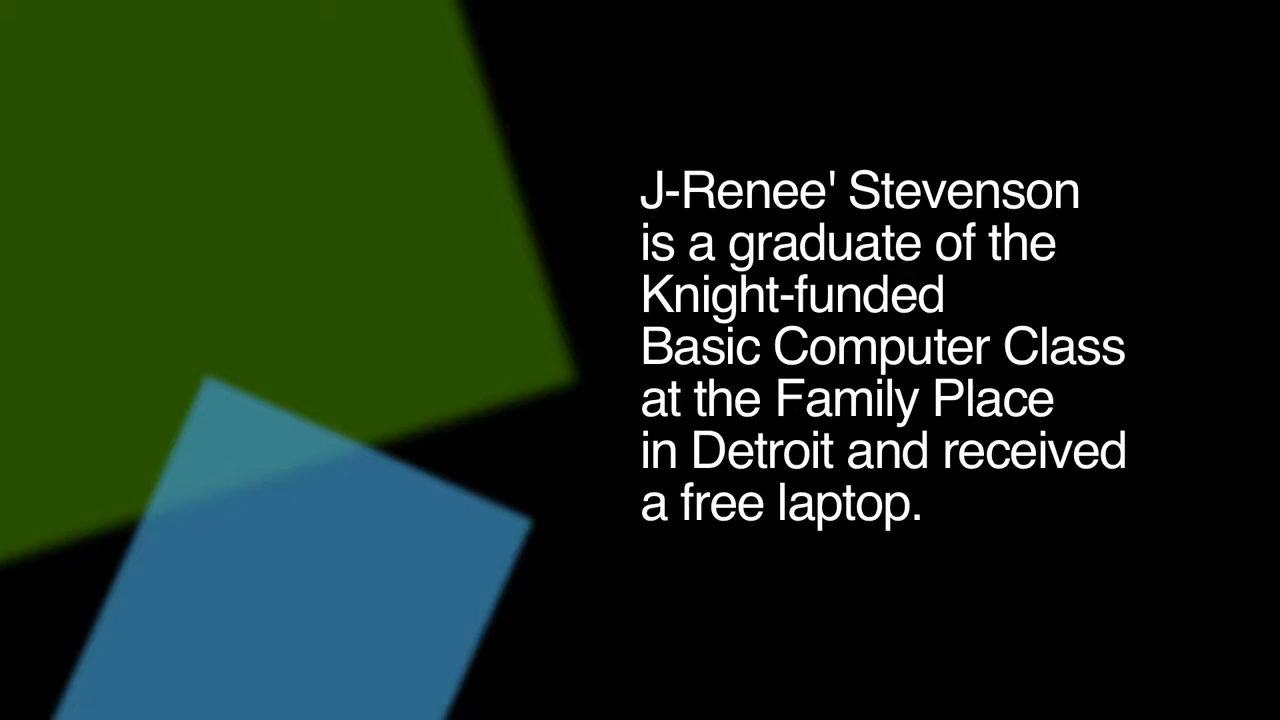 J-Renee' Stevenson
is a graduate of the
Knight-funded
Basic Computer Class
at the Family Place
in Detroit and received
a free laptop.